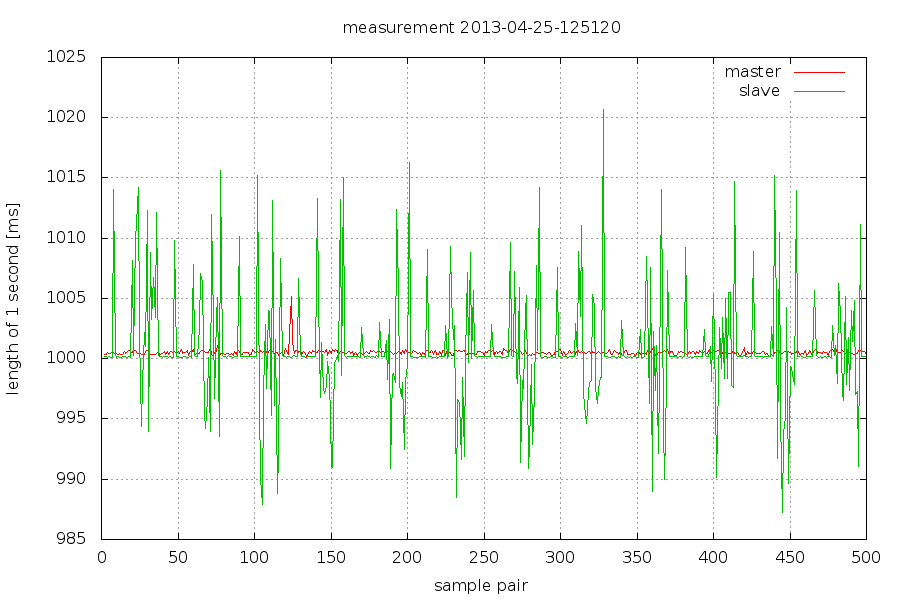 measurement 2013-04-25-125120
master
slave
1025
1020
1015
1010
1005
1000
995
990
985
length of 1 second [ms]
0 50 100 150 200 250 300 350 400 450 500
sample pair